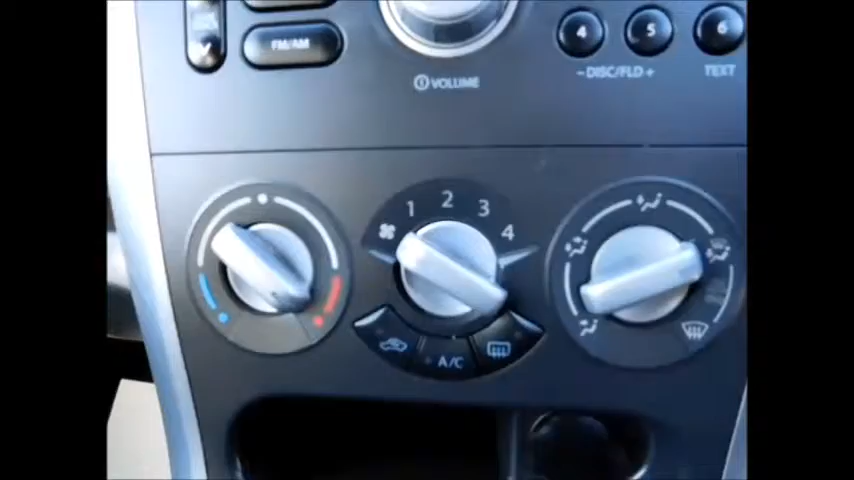 FM/AM
4 5 6
VOLUME
-DISC/FLD+
TEXT
1 2 3 4
A/C